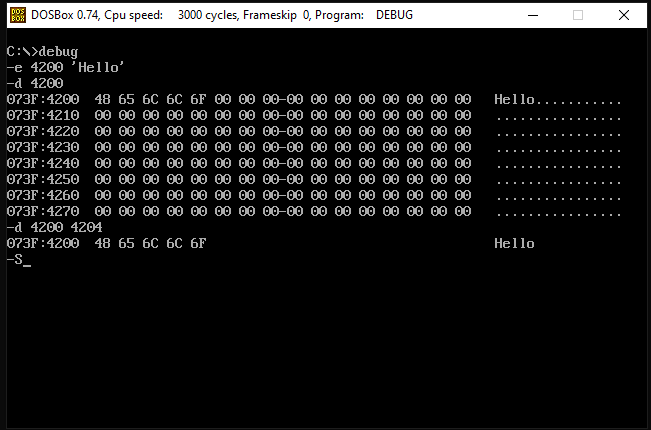 DOSBox 0.74, Cpu speed: 3000 cycles, Frameskip 0, Program: DEBUG
C:\>debug
-e 4200 'Hello'
-d 4200
073F:4200 48 65 6C 6C 6F 00 00 00-00 00 00 00 00 00 00 00 Hello...........
073F:4210 00 00 00 00 00 00 00 00-00 00 00 00 00 00 00 00 ................
073F:4220 00 00 00 00 00 00 00 00-00 00 00 00 00 00 00 00 ................
073F:4230 00 00 00 00 00 00 00 00-00 00 00 00 00 00 00 00 ................
073F:4240 00 00 00 00 00 00 00 00-00 00 00 00 00 00 00 00 ................
073F:4250 00 00 00 00 00 00 00 00-00 00 00 00 00 00 00 00 ................
073F:4260 00 00 00 00 00 00 00 00-00 00 00 00 00 00 00 00 ................
073F:4270 00 00 00 00 00 00 00 00-00 00 00 00 00 00 00 00 ................
-d 4200 4204
073F:4200 48 65 6C 6C 6F Hello
-S_